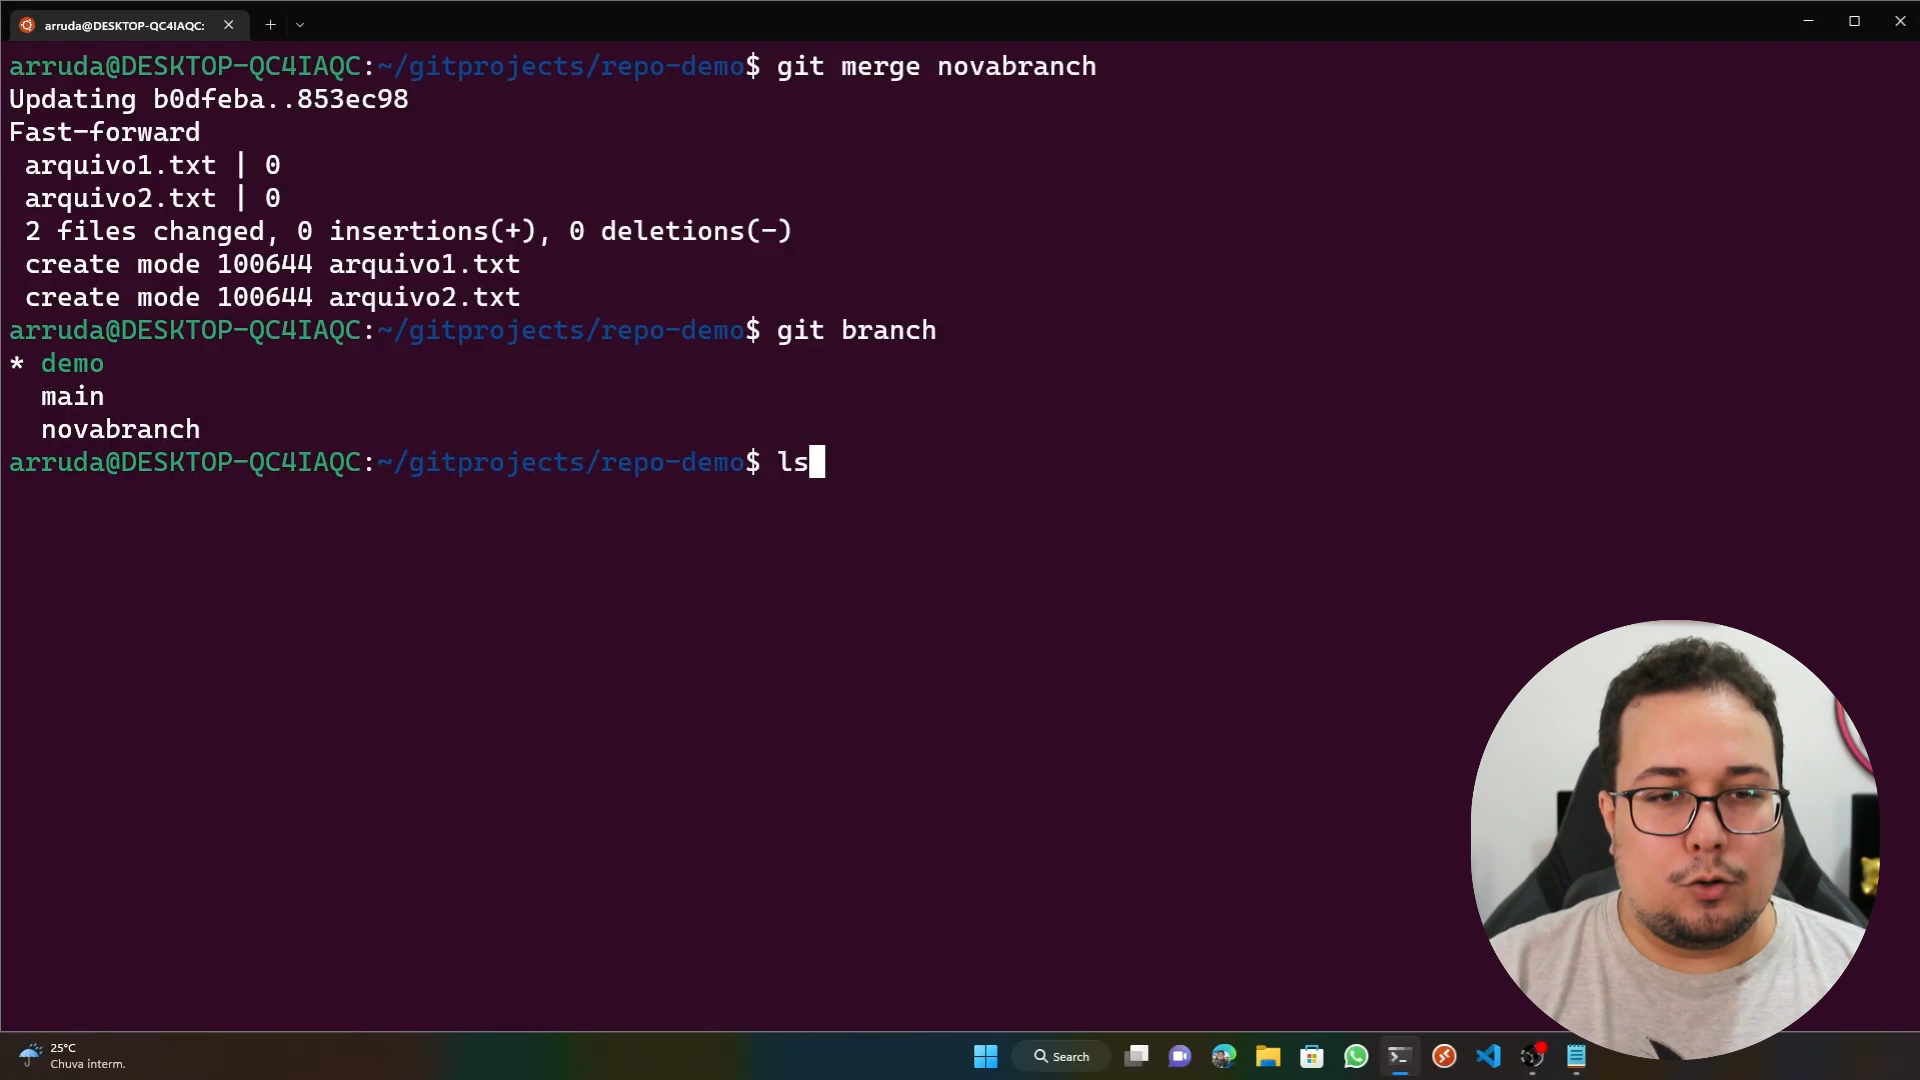 arruda@DESKTOP-QC4IAQC:
arruda@DESKTOP-QC4IAQC:~/gitprojects/repo-demo$ git merge novabranch
Updating b0dfeba..853ec98
Fast-forward
 arquivo1.txt | 0
 arquivo2.txt | 0
 2 files changed, 0 insertions(+), 0 deletions(-)
 create mode 100644 arquivo1.txt
 create mode 100644 arquivo2.txt
arruda@DESKTOP-QC4IAQC:~/gitprojects/repo-demo$ git branch
* demo
  main
  novabranch
arruda@DESKTOP-QC4IAQC:~/gitprojects/repo-demo$ ls
25°C
Chuva interm.
Search